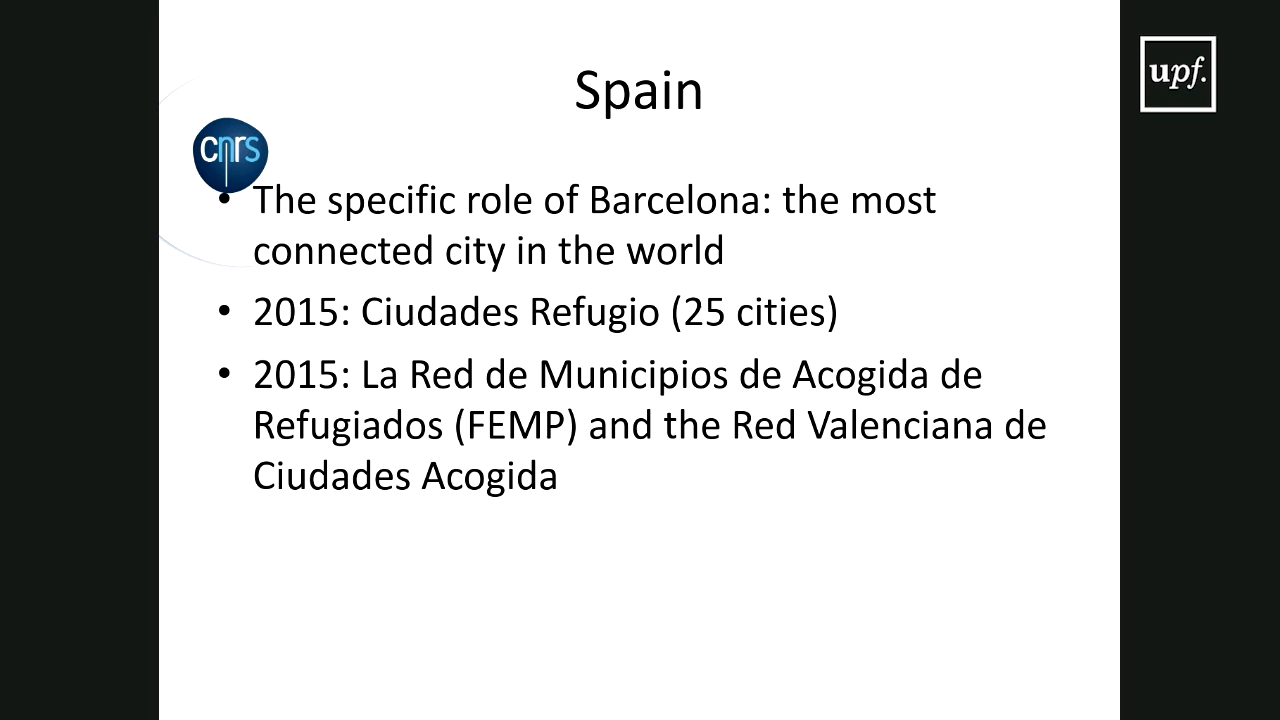 Spain
upf.
cnrs
• The specific role of Barcelona: the most
connected city in the world
• 2015: Ciudades Refugio (25 cities)
• 2015: La Red de Municipios de Acogida de
Refugiados (FEMP) and the Red Valenciana de
Ciudades Acogida